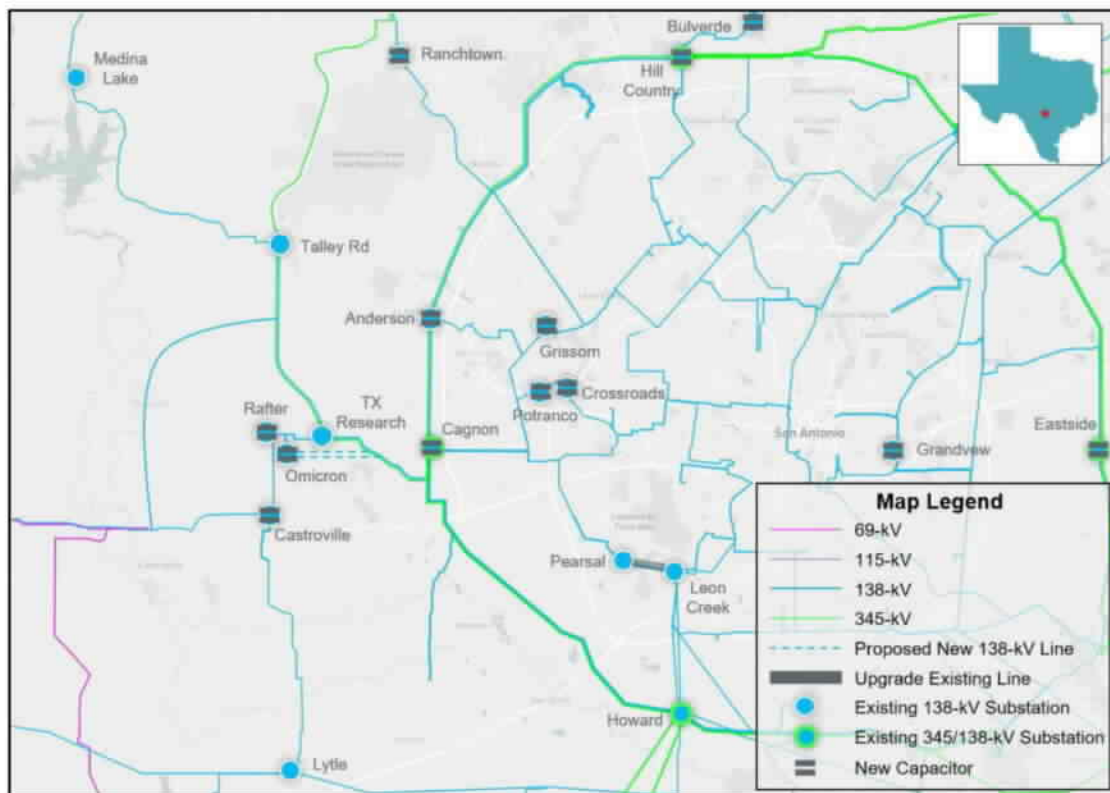 Bulverde
Medina
Lake
Ranchtown
Hill
Country
Talley Rd
Anderson
Grissom
Crossroads
Potranco
Rafter
TX
Research
Cagnon
Omicron
San Antonio
Grandvew
Eastside
Castroville
Pearsal
Leon
Creek
Howard
Lytle
Map Legend
69-kV
115-kV
138-kV
345-kV
Proposed New 138-kV Line
Upgrade Existing Line
Existing 138-kV Substation
Existing 345/138-kV Substation
New Capacitor